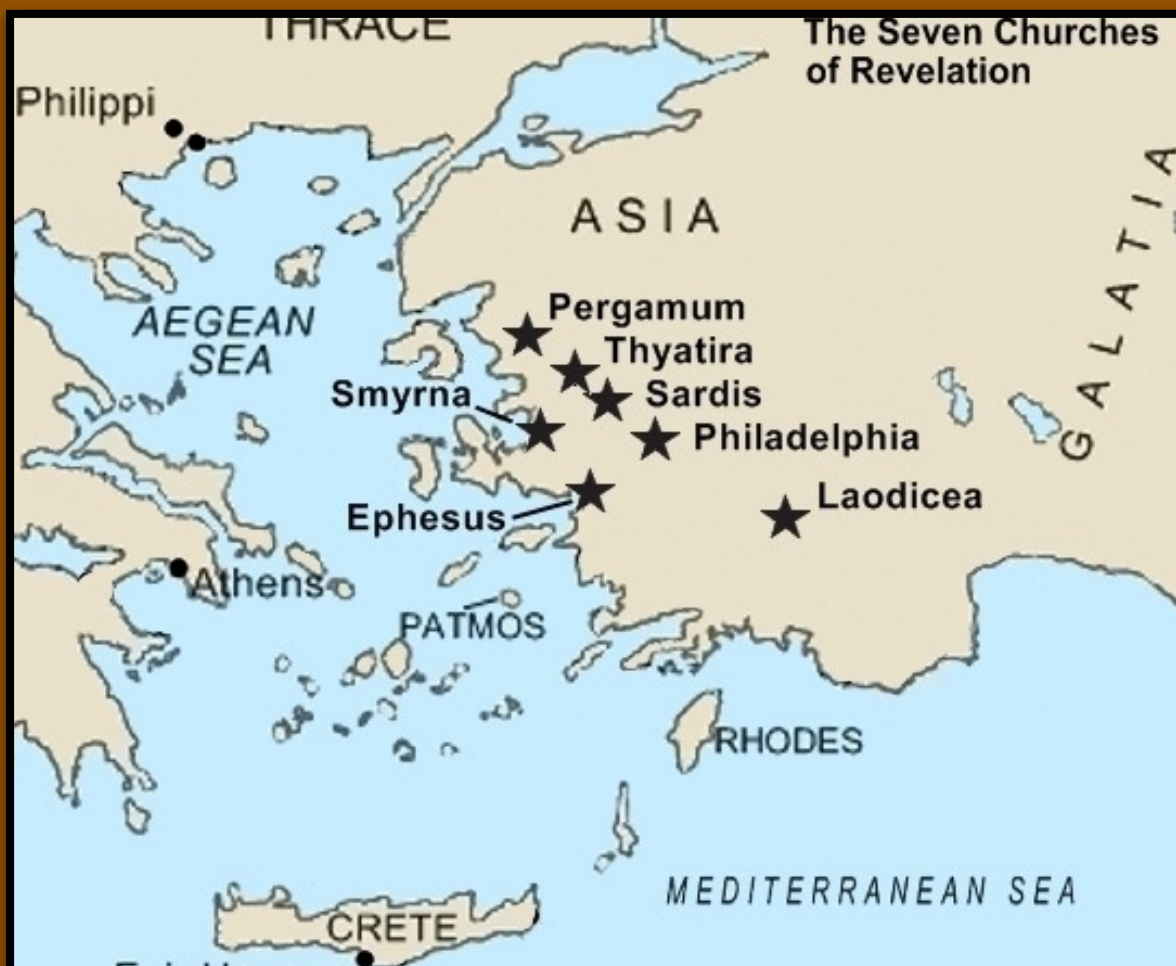 THRACE
The Seven Churches
of Revelation
Philippi
ASIA
GALATIA
Pergamum
AEGEAN
SEA
Thyatira
Smyrna
Sardis
Philadelphia
Laodicea
Ephesus
Athens
PATMOS
RHODES
MEDITERRANEAN SEA
CRETE